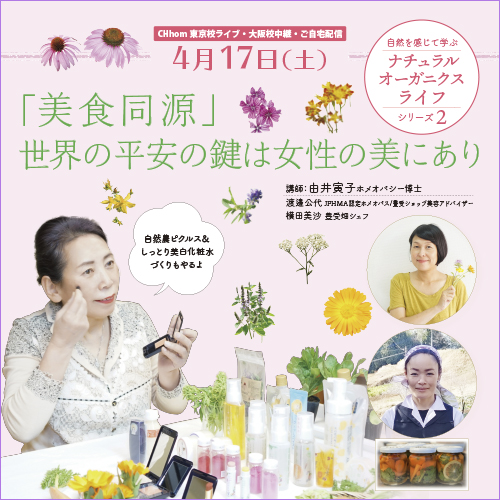 CHhom 東京校ライブ・大阪校中継・ご自宅配信
4月17日(土)
自然を感じて学ぶ
ナチュラル
オーガニクス
ライフ
シリーズ2
「美食同源」
世界の平安の鍵は女性の美にあり
講師:由井寅子ホメオパシー博士
渡邊公代 JPHMA認定ホメオパス/豊受ショップ美容アドバイザー
横田美沙 豊受畑シェフ
自然農ピクルス&
しっとり美白化粧水
づくりもやるよ